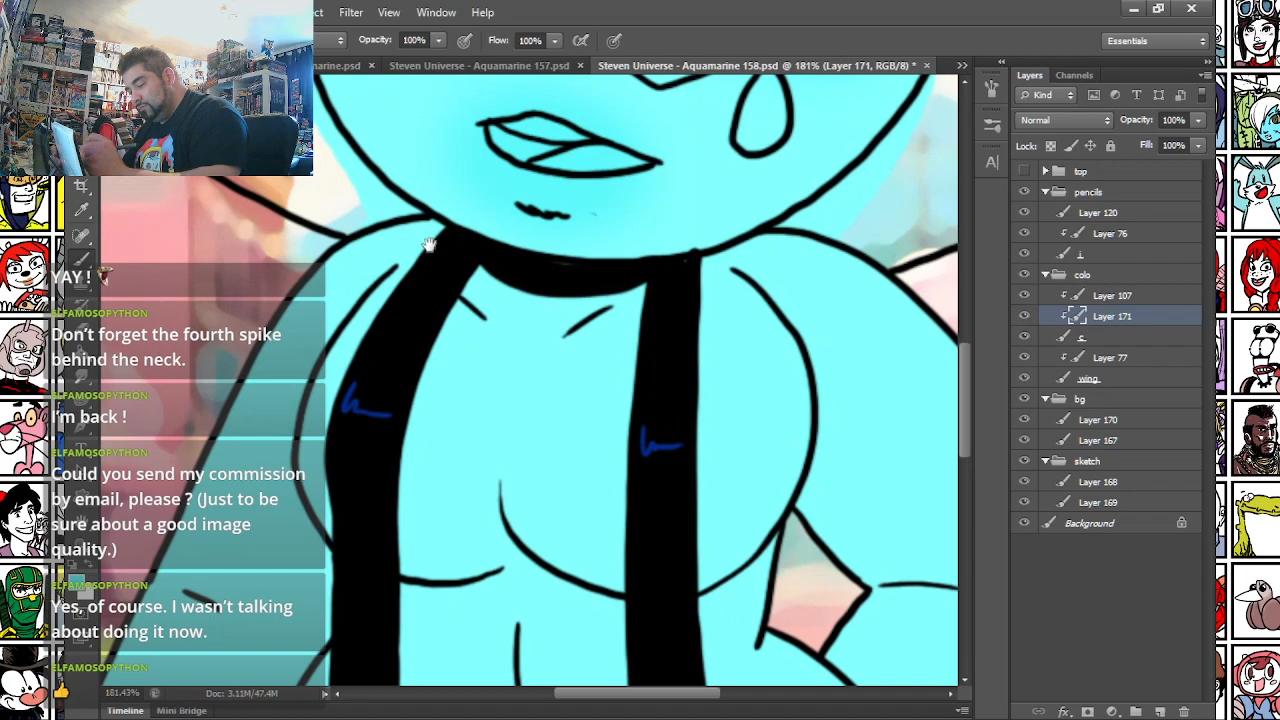 Filter View Window Help
Opacity: 100% Flow: 100% Essentials
Steven Universe - Aquamarine 157.psd × Steven Universe - Aquamarine 158.psd @ 181% (Layer 171, RGB/8) * ×
Layers Channels
Kind
Normal Opacity: 100%
Lock: Fill: 100%
top
pencils
Layer 120
Layer 76
i
colo
Layer 107
Layer 171
c
Layer 77
wing
bg
Layer 170
Layer 167
sketch
Layer 168
Layer 169
Background
YAY !
ELFAMOSOPYTHON
Don't forget the fourth spike
behind the neck.
ELFAMOSOPYTHON
I'm back !
ELFAMOSOPYTHON
Could you send my commission
by email, please ? (Just to be
sure about a good image
quality.)
ELFAMOSOPYTHON
Yes, of course. I wasn't talking
about doing it now.
ELFAMOSOPYTHON
181.43% Doc: 3.11M/47.4M
Timeline Mini Bridge